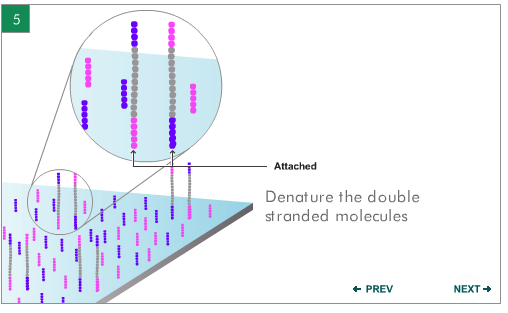 5
Attached
Denature the double
stranded molecules
PREV
NEXT